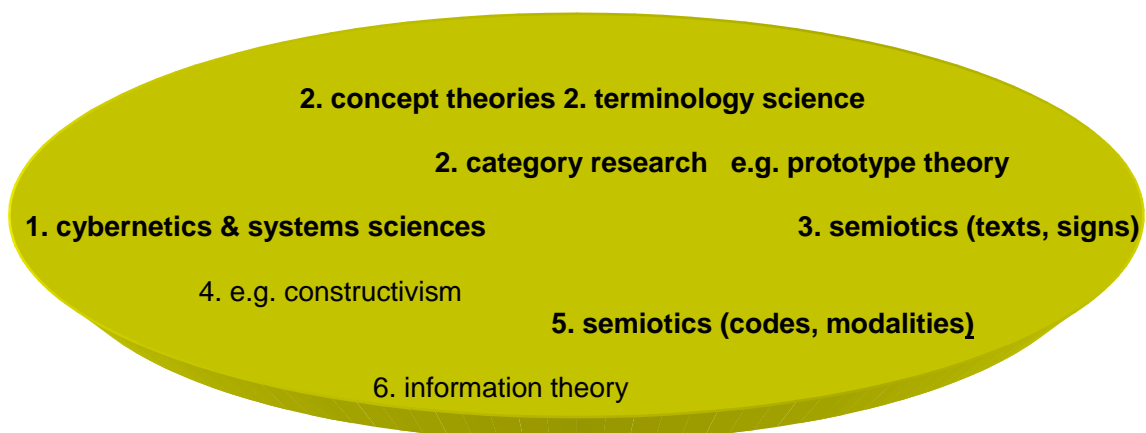 2. concept theories 2. terminology science
2. category research e.g. prototype theory
1. cybernetics & systems sciences 3. semiotics (texts, signs)
4. e.g. constructivism
5. semiotics (codes, modalities)
6. information theory